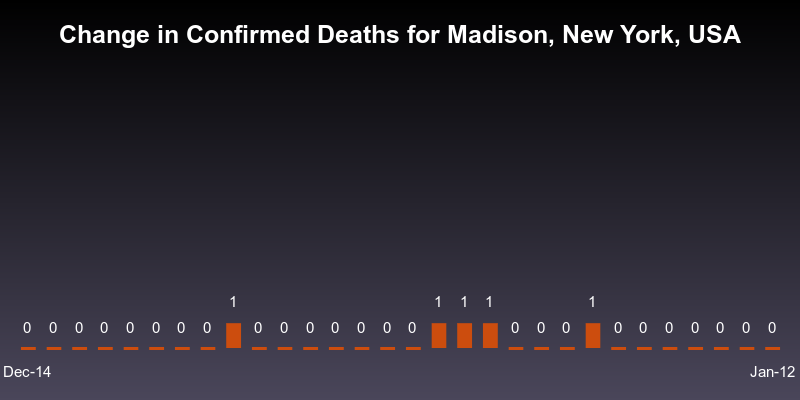 Change in Confirmed Deaths for Madison, New York, USA
1 1 1 1 1
0 0 0 0 0 0 0 0 0 0 0 0 0 0 0 0 0 0 0 0 0 0 0 0 0
Dec-14 Jan-12